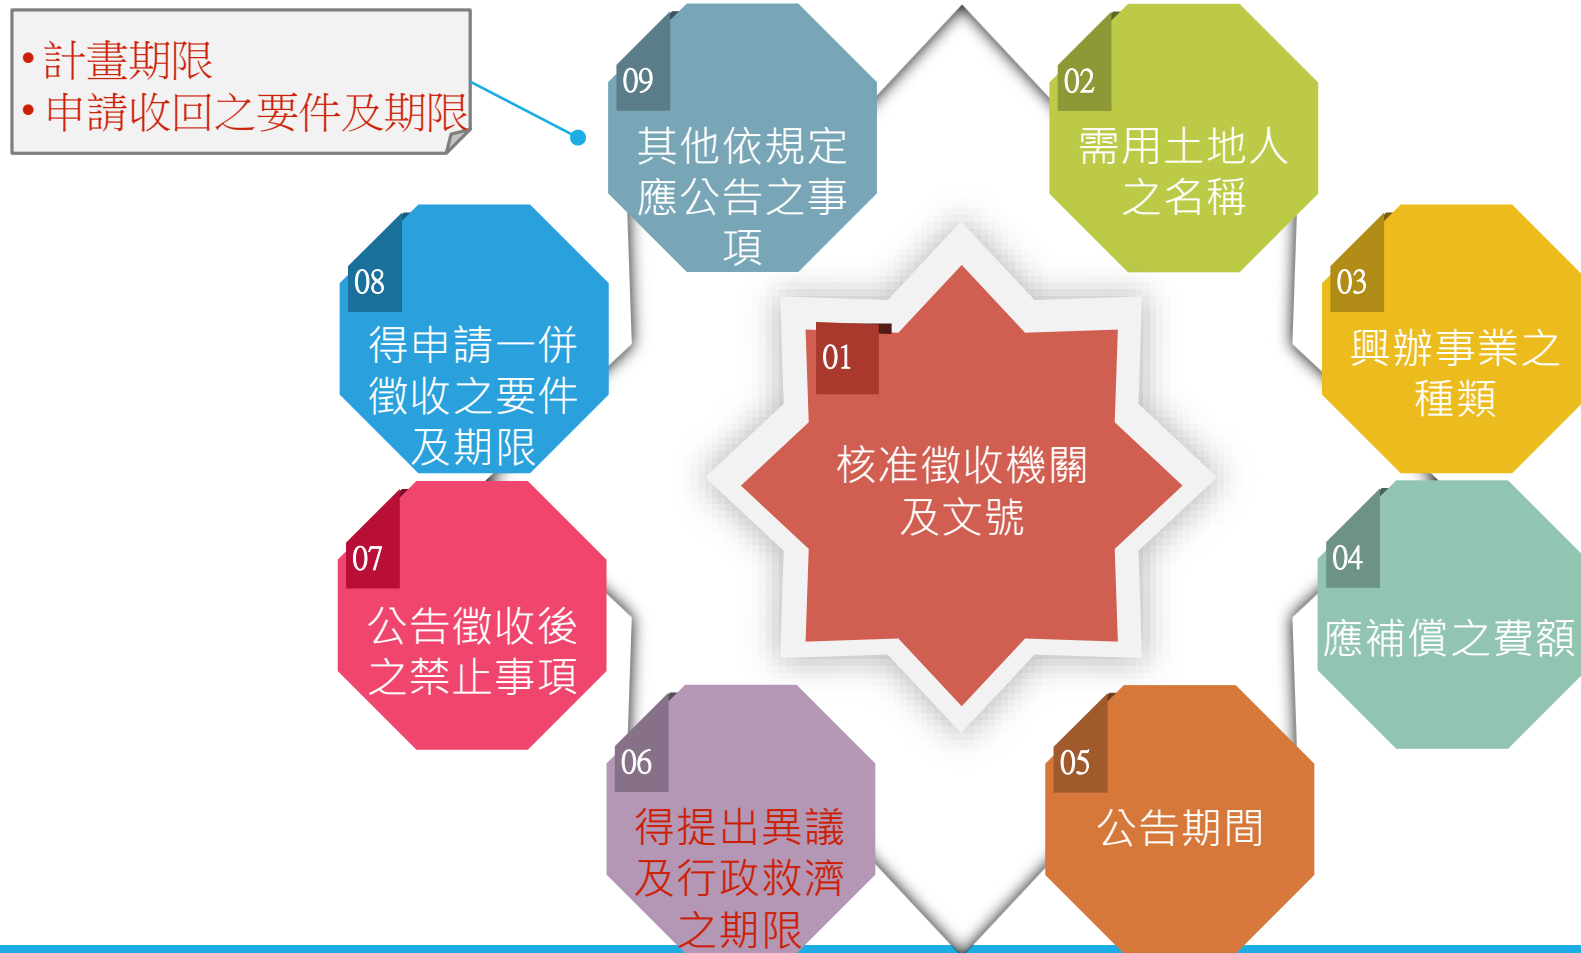 • 計畫期限
• 申請收回之要件及期限
01
核准徵收機關
及文號
02
需用土地人
之名稱
03
興辦事業之
種類
04
應補償之費額
05
公告期間
06
得提出異議
及行政救濟
之期限
07
公告徵收後
之禁止事項
08
得申請一併
徵收之要件
及期限
09
其他依規定
應公告之事
項